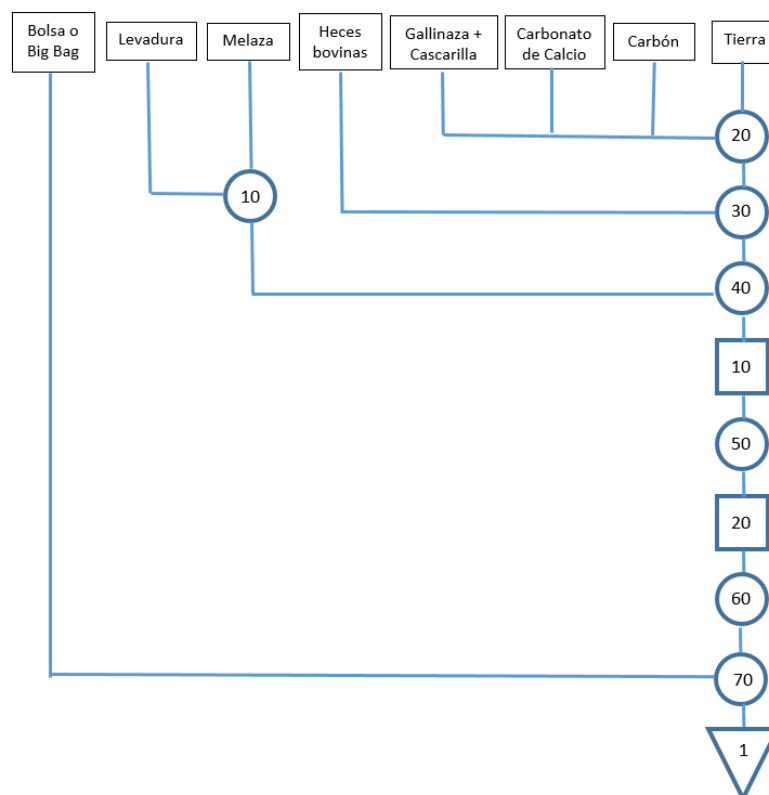 Bolsa o
Big Bag
Levadura
Melaza
Heces
bovinas
Gallinaza +
Cascarilla
Carbonato
de Calcio
Carbón
Tierra
20
10
30
40
10
50
20
60
70
1